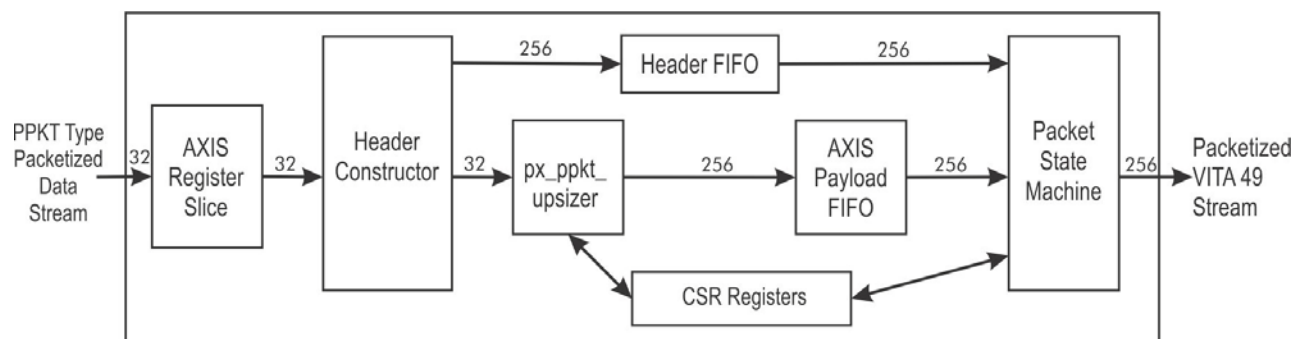 PPKT Type
Packetized
Data
Stream
32
AXIS
Register
Slice
32
Header
Constructor
256
Header FIFO
256
32
px_ppkt_
upsizer
256
AXIS
Payload
FIFO
256
CSR Registers
Packet
State
Machine
256
Packetized
VITA 49
Stream